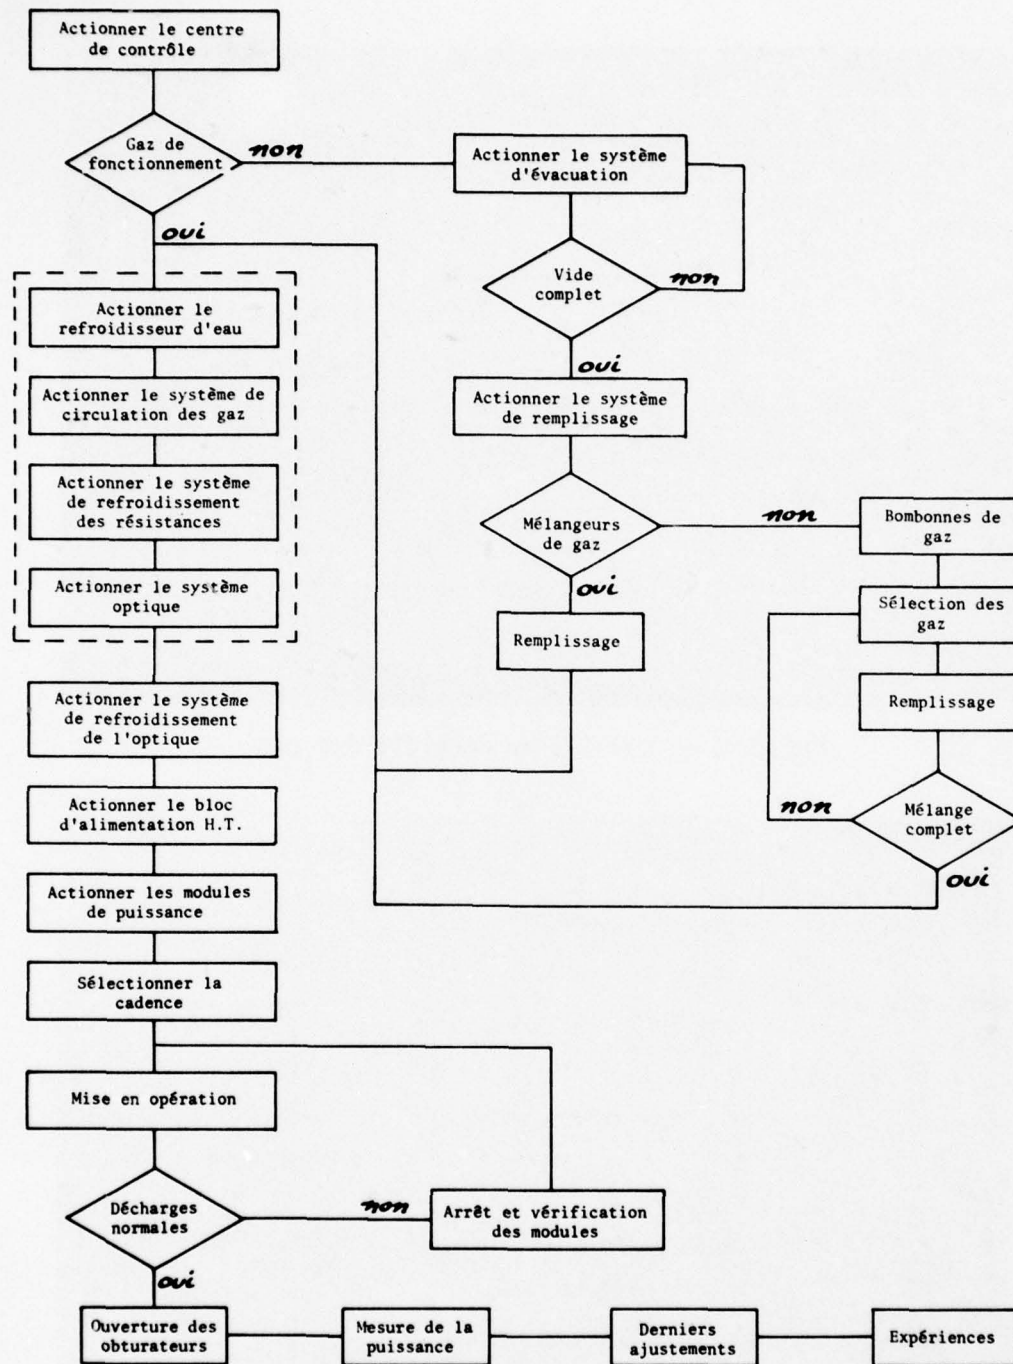 Actionner le centre
de contrôle
Gaz de
fonctionnement
non
oui
Actionner le système
d'évacuation
Vide
complet
non
oui
Actionner le
refroidisseur d'eau
Actionner le système de
circulation des gaz
Actionner le système
de refroidissement
des résistances
Actionner le système
optique
Actionner le système
de remplissage
Mélangeurs
de gaz
non
oui
Remplissage
Bombonnes de
gaz
Sélection des
gaz
Remplissage
Mélange
complet
non
oui
Actionner le système
de refroidissement
de l'optique
Actionner le bloc
d'alimentation H.T.
Actionner les modules
de puissance
Sélectionner la
cadence
Mise en opération
Décharges
normales
non
oui
Arrêt et vérification
des modules
Ouverture des
obturateurs
Mesure de la
puissance
Derniers
ajustements
Expériences